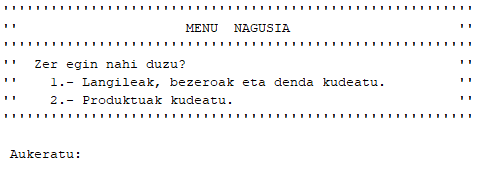 ''''''''''''''''''''''''''''''''''''''''''''''''''''''''''
'' MENU NAGUSIA ''
''''''''''''''''''''''''''''''''''''''''''''''''''''''''''
'' Zer egin nahi duzu? ''
'' 1.- Langileak, bezeroak eta denda kudeatu. ''
'' 2.- Produktuak kudeatu. ''
''''''''''''''''''''''''''''''''''''''''''''''''''''''''''
Aukeratu: